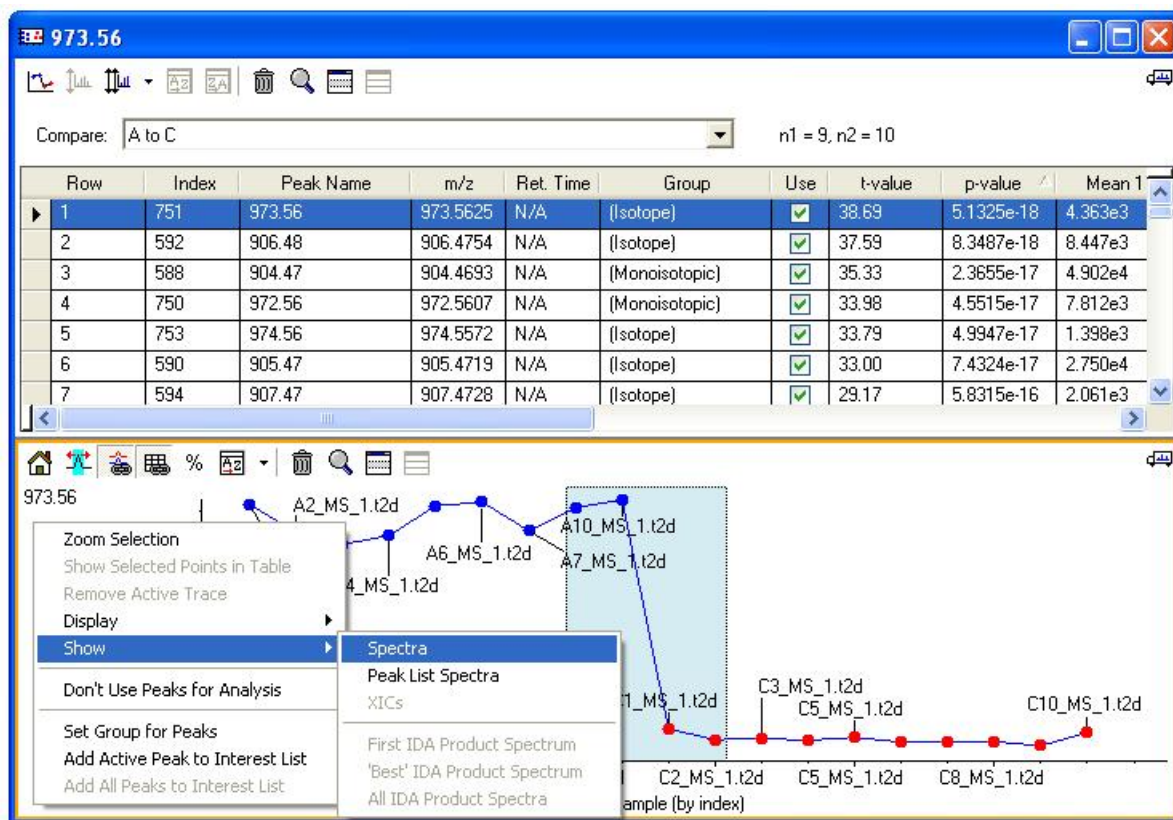 973.56
Compare: A to C n1 = 9, n2 = 10
Row Index Peak Name m/z Ret. Time Group Use t-value p-value Mean 1
1 751 973.56 973.5625 N/A (Isotope) 38.69 5.1325e-18 4.363e3
2 592 906.48 906.4754 N/A (Isotope) 37.59 8.3487e-18 8.447e3
3 588 904.47 904.4693 N/A (Monoisotopic) 35.33 2.3655e-17 4.902e4
4 750 972.56 972.5607 N/A (Monoisotopic) 33.98 4.5515e-17 7.812e3
5 753 974.56 974.5572 N/A (Isotope) 33.79 4.9947e-17 1.398e3
6 590 905.47 905.4719 N/A (Isotope) 33.00 7.4324e-17 2.750e4
7 594 907.47 907.4728 N/A (Isotope) 29.17 5.8315e-16 2.061e3
%
973.56
A2_MS_1.t2d
A10_MS_1.t2d
A6_MS_1.t2d
A7_MS_1.t2d
4_MS_1.t2d
Zoom Selection
Show Selected Points in Table
Remove Active Trace
Display
Show
Don't Use Peaks for Analysis
Set Group for Peaks
Add Active Peak to Interest List
Add All Peaks to Interest List
Spectra
Peak List Spectra
XICs
First IDA Product Spectrum
'Best' IDA Product Spectrum
All IDA Product Spectra
1_MS_1.t2d
C3_MS_1.t2d
C5_MS_1.t2d
C10_MS_1.t2d
C2_MS_1.t2d
C5_MS_1.t2d
C8_MS_1.t2d
ample (by index)